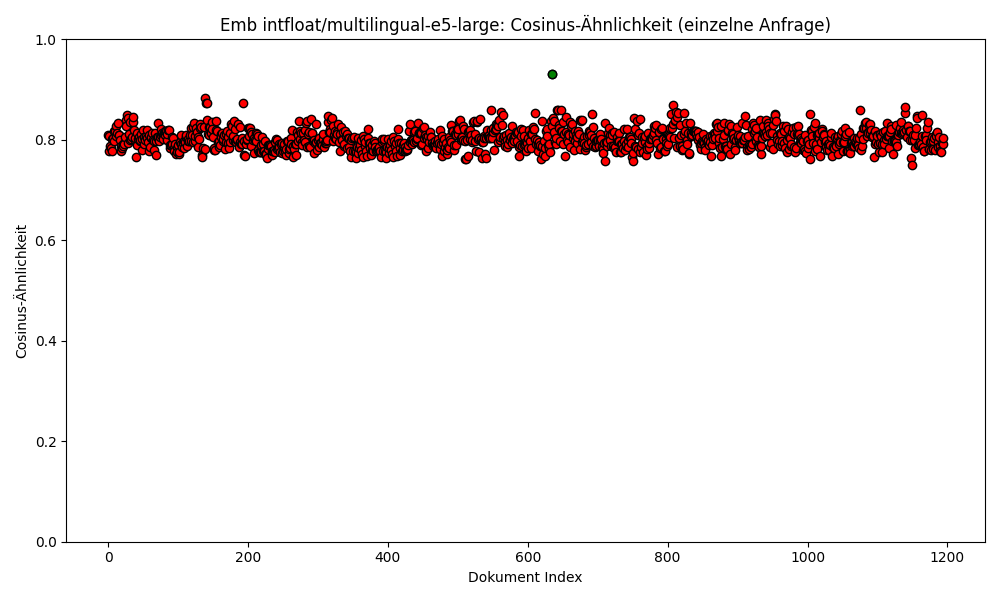 Emb intfloat/multilingual-e5-large: Cosinus-Ähnlichkeit (einzelne Anfrage)
1.0
0.8
0.6
0.4
0.2
0.0
Cosinus-Ähnlichkeit
0 200 400 600 800 1000 1200
Dokument Index